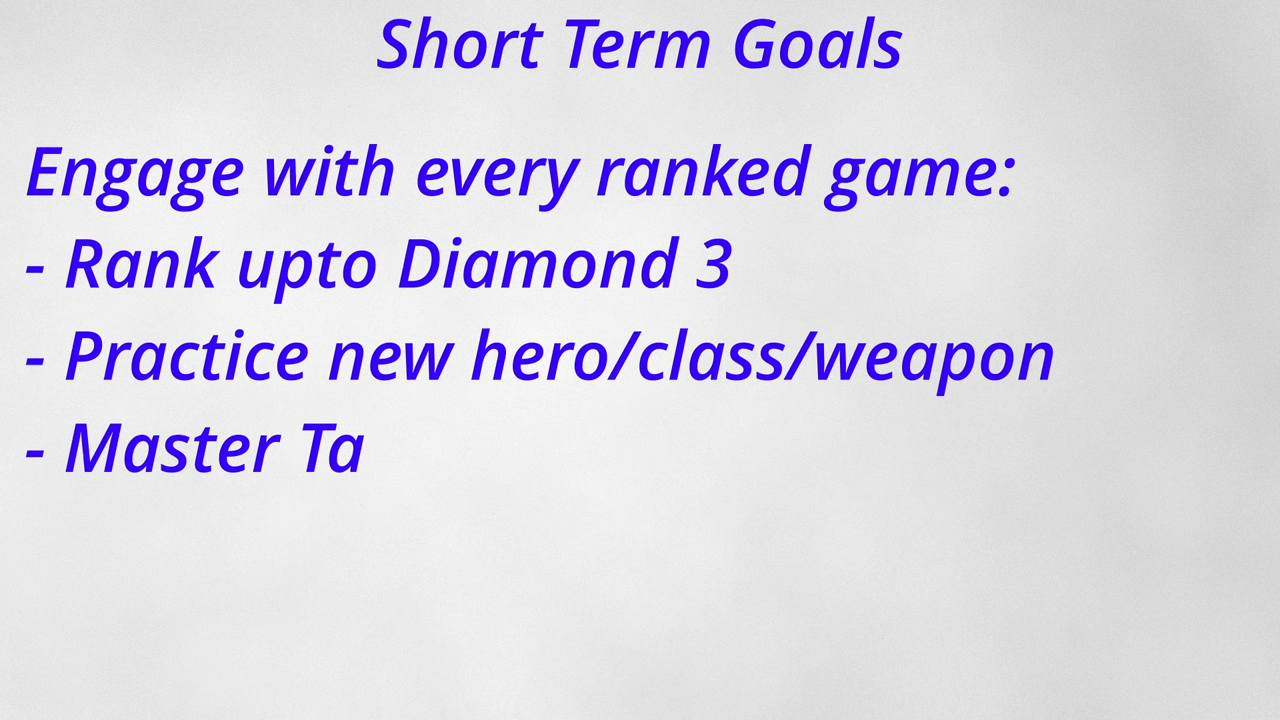 Short Term Goals
Engage with every ranked game:
- Rank upto Diamond 3
- Practice new hero/class/weapon
- Master Ta